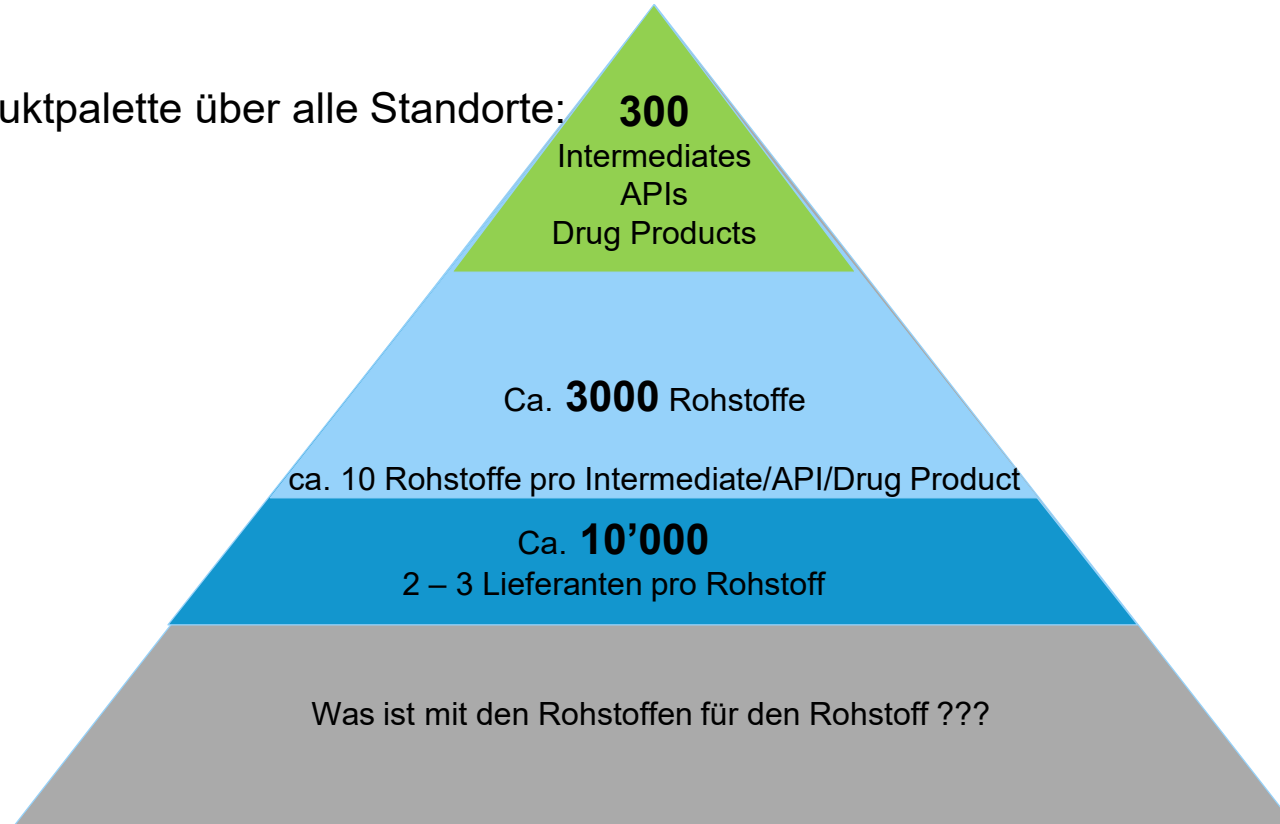 uktpalette über alle Standorte:
300
Intermediates
APIs
Drug Products
Ca. 3000 Rohstoffe
ca. 10 Rohstoffe pro Intermediate/API/Drug Product
Ca. 10’000
2 – 3 Lieferanten pro Rohstoff
Was ist mit den Rohstoffen für den Rohstoff ???